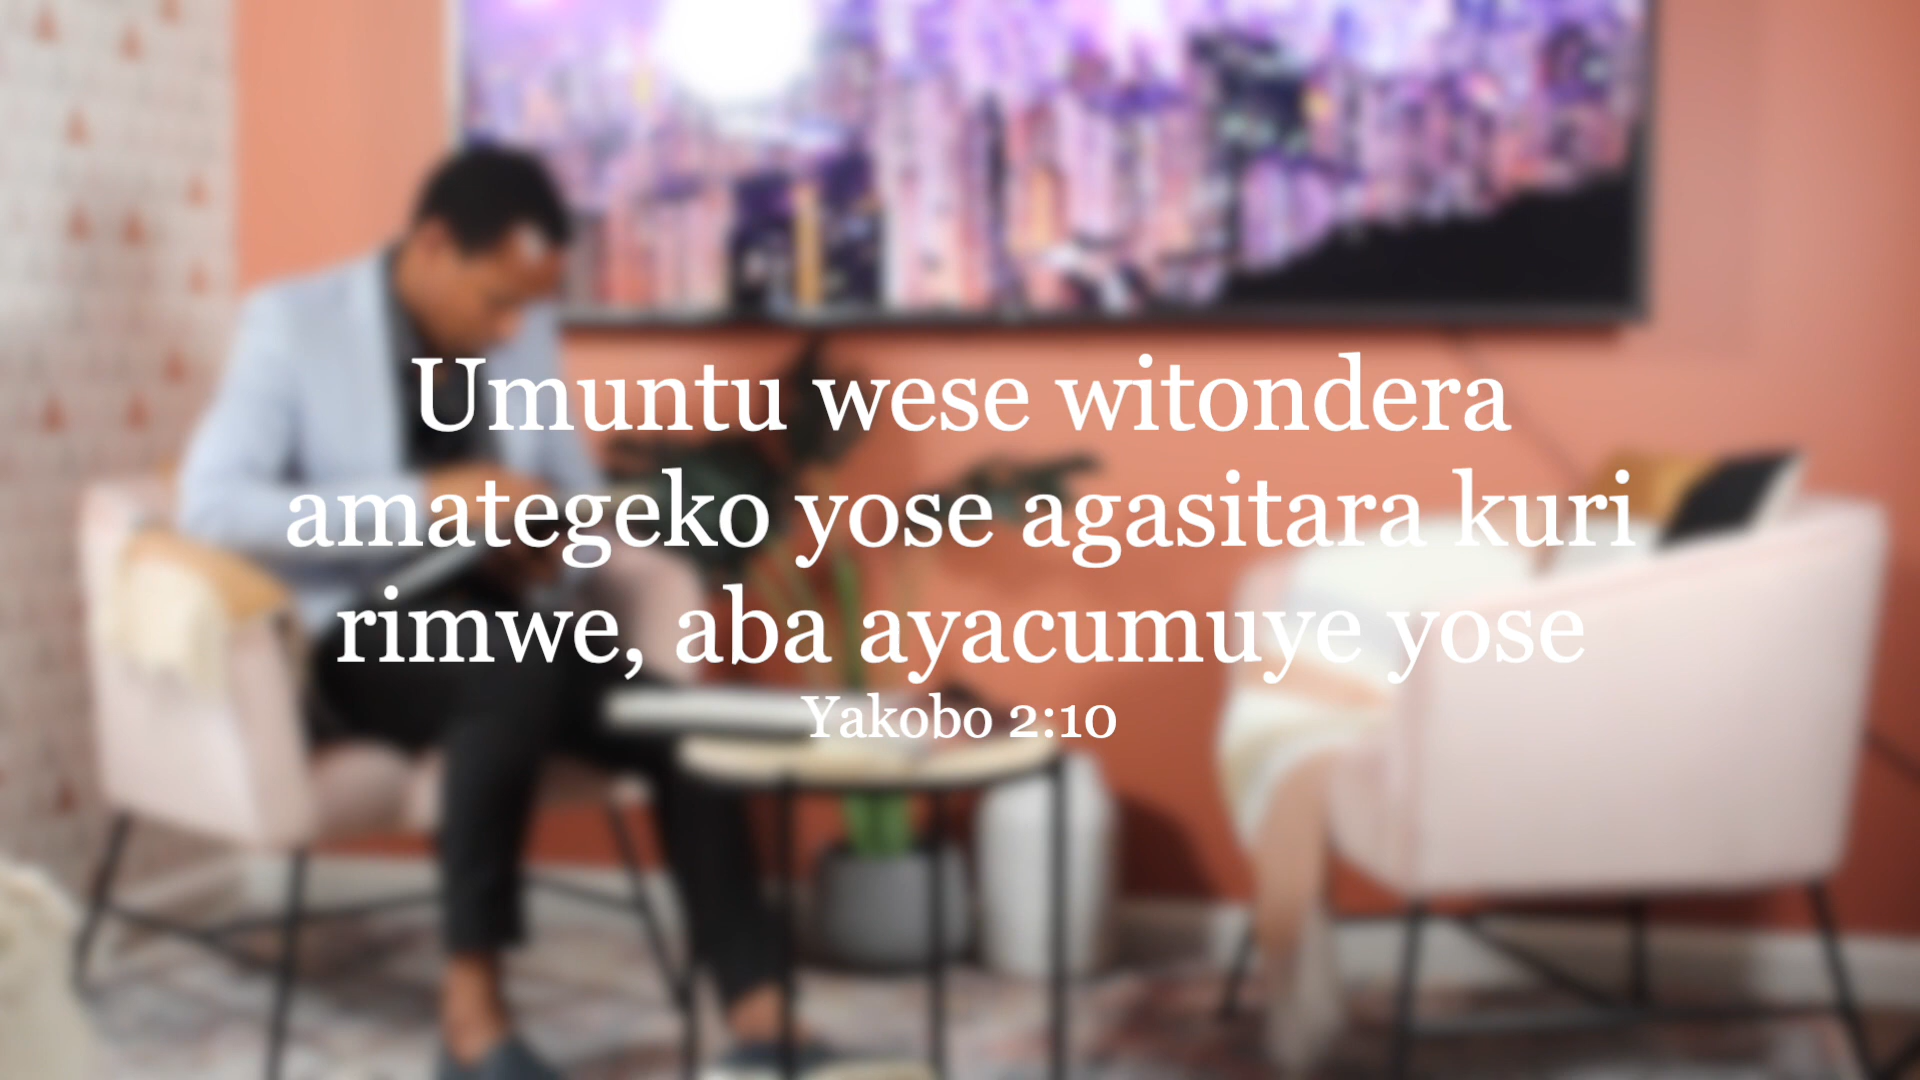 Umuntu wese witondera
amategeko yose agasitara kuri
rimwe, aba ayacumuye yose
Yakobo 2:10